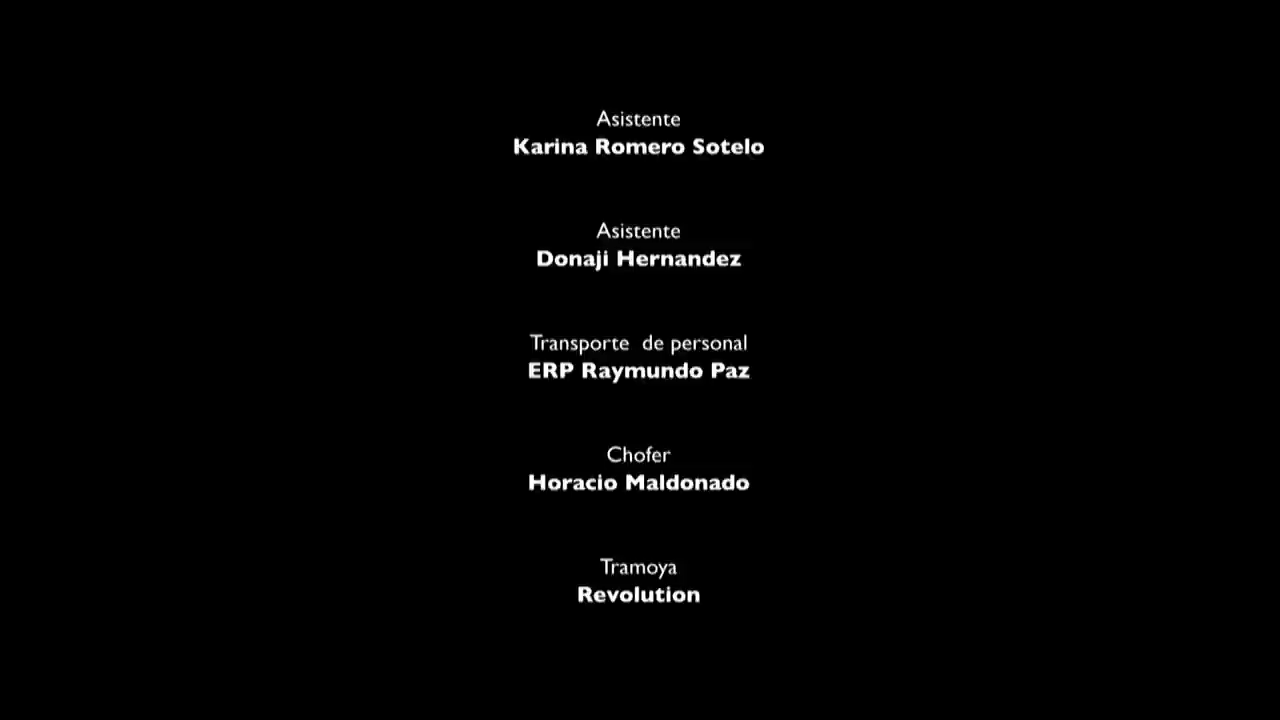 Asistente
Karina Romero Sotelo
Asistente
Donaji Hernandez
Transporte  de personal
ERP Raymundo Paz
Chofer
Horacio Maldonado
Tramoya
Revolution